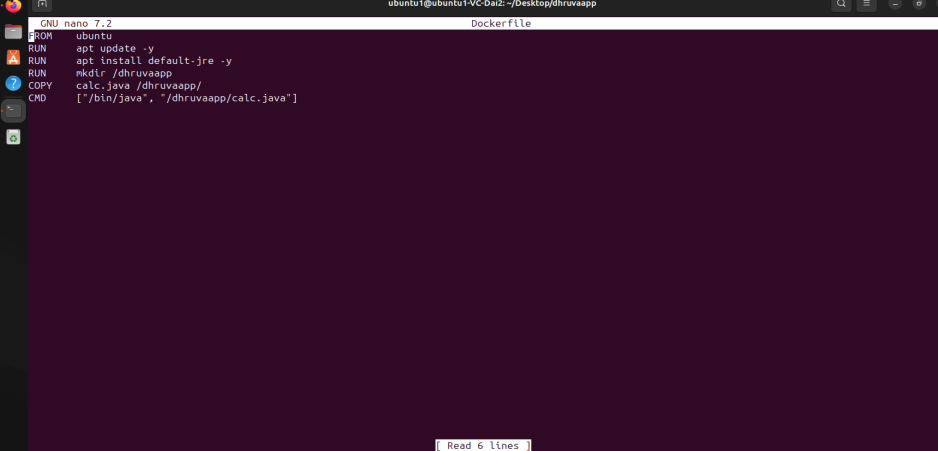 ubuntu1@ubuntu1-VC-Dai2: ~/Desktop/dhruvaapp
GNU nano 7.2 Dockerfile
FROM ubuntu
RUN apt update -y
RUN apt install default-jre -y
RUN mkdir /dhruvaapp
COPY calc.java /dhruvaapp/
CMD ["/bin/java", "/dhruvaapp/calc.java"]
[ Read 6 lines ]